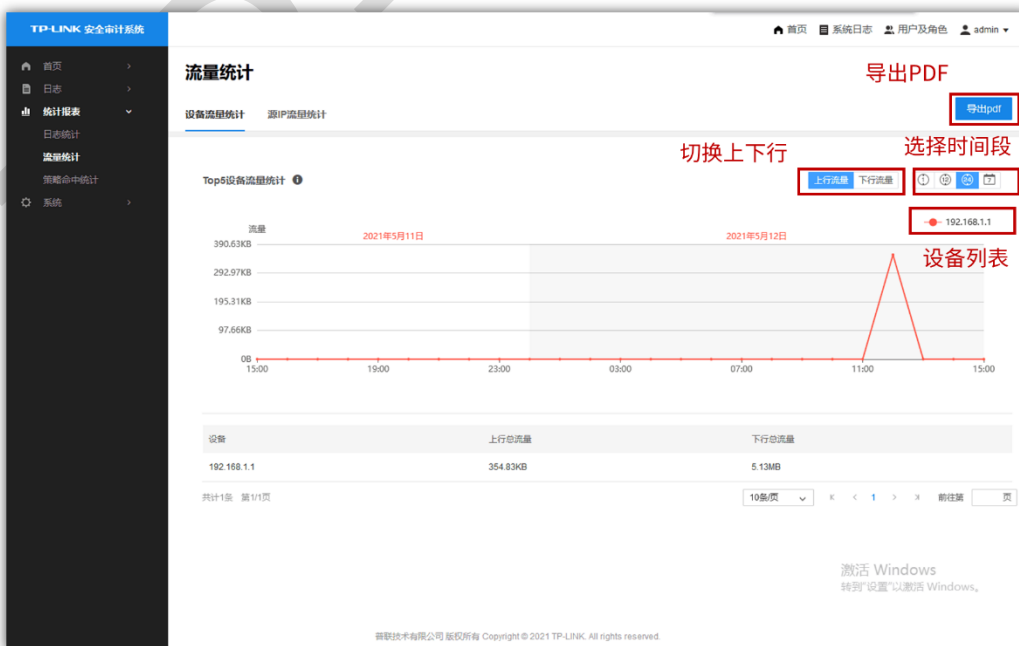 TP-LINK 安全审计系统
首页 系统日志 用户及角色 admin
首页
日志
统计报表
日志统计
流量统计
策略命中统计
系统
流量统计
导出PDF
设备流量统计 源IP流量统计
导出pdf
切换上下行
选择时间段
Top5设备流量统计
上行流量 下行流量
1 12 24 7
192.168.1.1
设备列表
流量
2021年5月11日 2021年5月12日
390.63KB
292.97KB
195.31KB
97.66KB
0B
15:00 19:00 23:00 03:00 07:00 11:00 15:00
设备 上行总流量 下行总流量
192.168.1.1 354.83KB 5.13MB
共计1条 第1/1页
10条/页 1 前往第 页
激活 Windows
转到"设置"以激活 Windows。
普联技术有限公司 版权所有 Copyright © 2021 TP-LINK. All rights reserved.